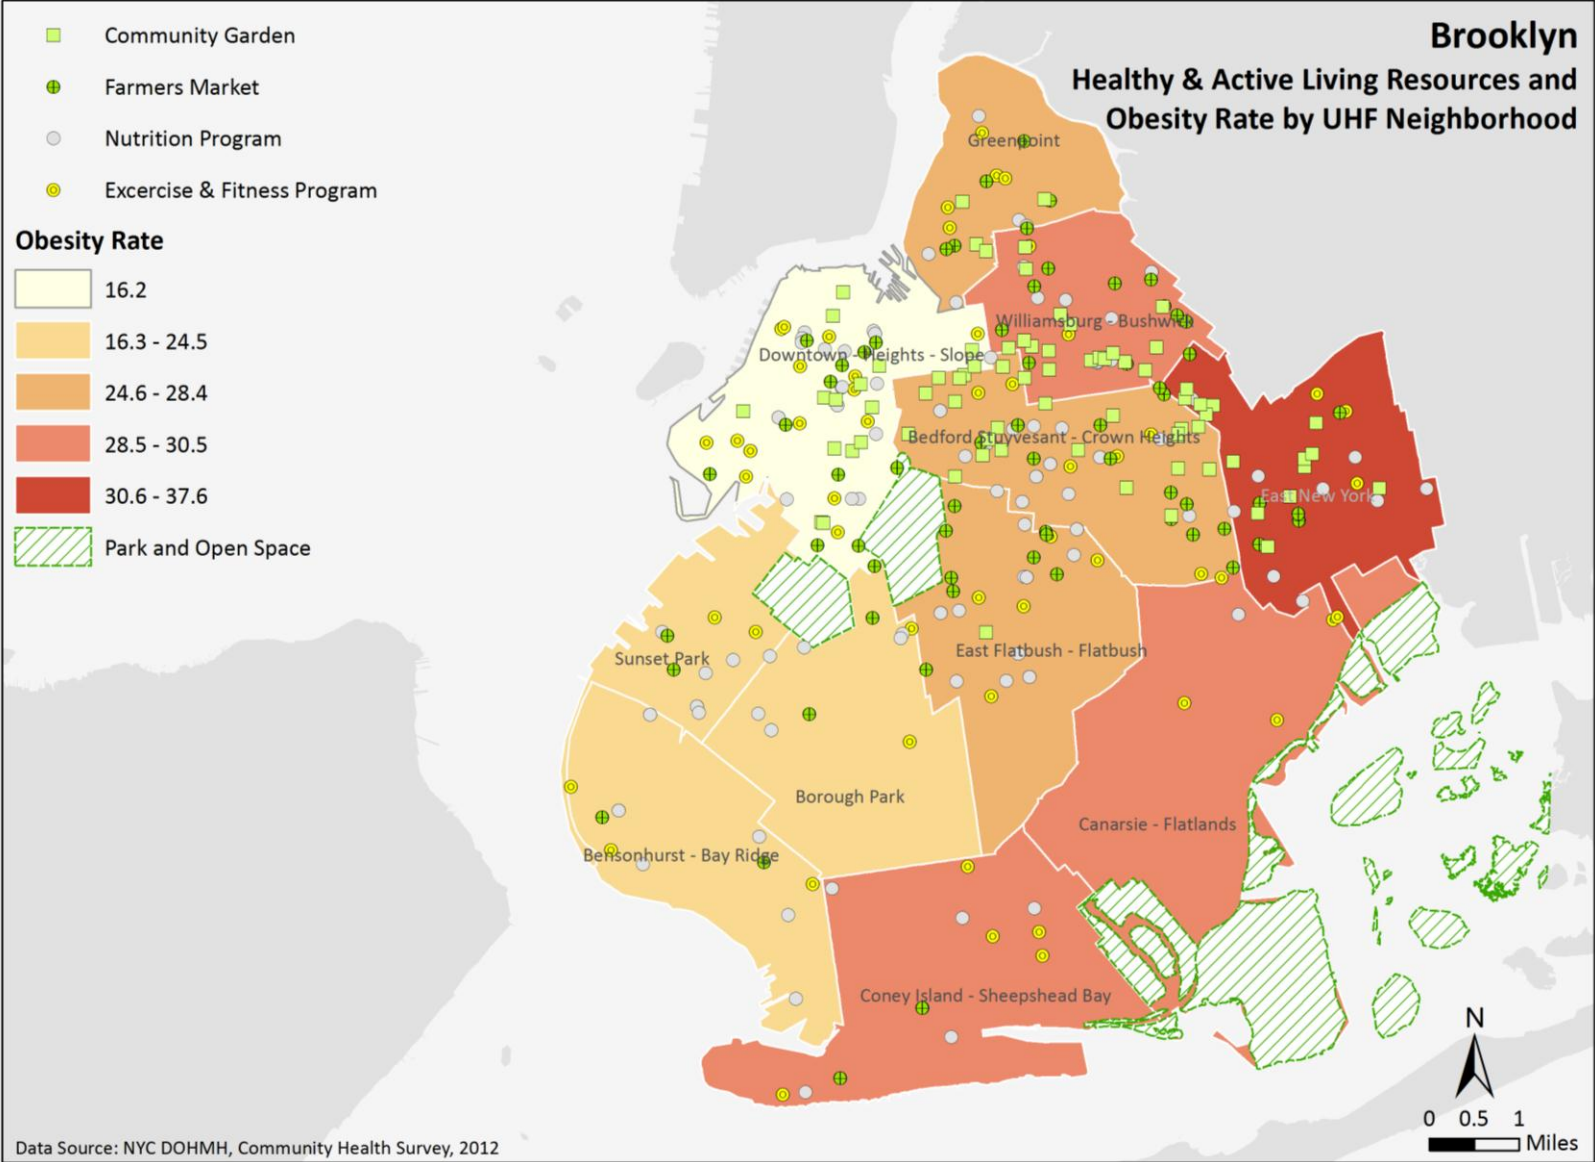 Community Garden
Farmers Market
Nutrition Program
Excercise & Fitness Program
Obesity Rate
16.2
16.3 - 24.5
24.6 - 28.4
28.5 - 30.5
30.6 - 37.6
Park and Open Space
Brooklyn
Healthy & Active Living Resources and
Obesity Rate by UHF Neighborhood
Greenpoint
Williamsburg - Bushwick
Downtown - Heights - Slope
Bedford Stuyvesant - Crown Heights
East New York
East Flatbush - Flatbush
Sunset Park
Borough Park
Canarsie - Flatlands
Bensonhurst - Bay Ridge
Coney Island - Sheepshead Bay
N
0 0.5 1
Miles
Data Source: NYC DOHMH, Community Health Survey, 2012